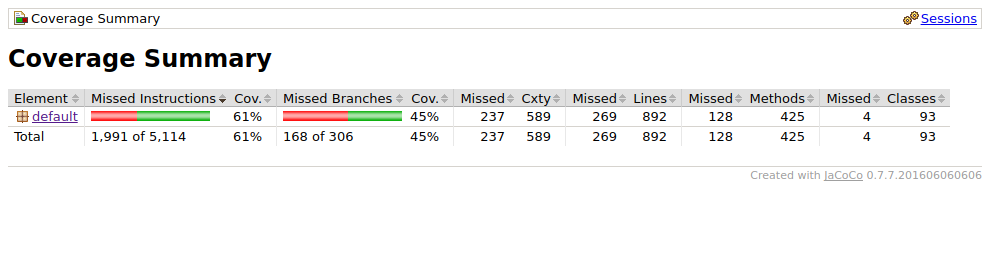 Coverage Summary Sessions
Coverage Summary
Element Missed Instructions Cov. Missed Branches Cov. Missed Cxty Missed Lines Missed Methods Missed Classes
default 61% 45% 237 589 269 892 128 425 4 93
Total 1,991 of 5,114 61% 168 of 306 45% 237 589 269 892 128 425 4 93
Created with JaCoCo 0.7.7.201606060606